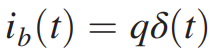 i_b(t) = qδ(t)